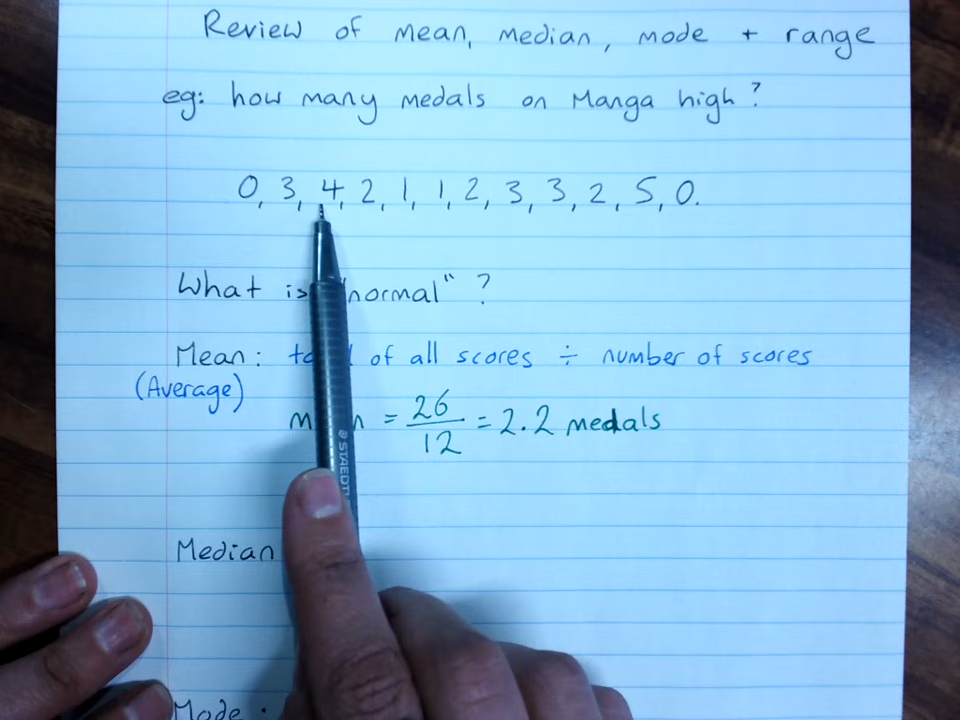 Review of mean, median, mode + range
eg: how many medals on Manga high?
0, 3, 4, 2, 1, 1, 2, 3, 3, 2, 5, 0.
What is "normal" ?
Mean: of all scores ÷ number of scores
(Average)
= 26/12 = 2.2 medals
STAEDT
Median
Mode: